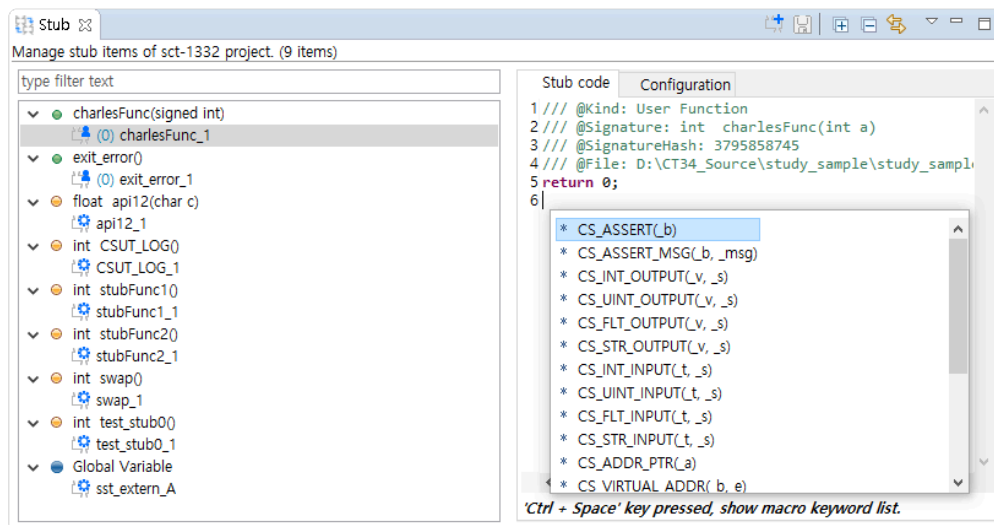 Stub
Manage stub items of sct-1332 project. (9 items)
type filter text
charlesFunc(signed int)
(0) charlesFunc_1
exit_error()
(0) exit_error_1
float api12(char c)
api12_1
int CSUT_LOG()
CSUT_LOG_1
int stubFunc1()
stubFunc1_1
int stubFunc2()
stubFunc2_1
int swap()
swap_1
int test_stub0()
test_stub0_1
Global Variable
sst_extern_A
Stub code Configuration
1 /// @Kind: User Function
2 /// @Signature: int charlesFunc(int a)
3 /// @SignatureHash: 3795858745
4 /// @File: D:\CT34_Source\study_sample\study_sample
5 return 0;
6
* CS_ASSERT(_b)
* CS_ASSERT_MSG(_b, _msg)
* CS_INT_OUTPUT(_v, _s)
* CS_UINT_OUTPUT(_v, _s)
* CS_FLT_OUTPUT(_v, _s)
* CS_STR_OUTPUT(_v, _s)
* CS_INT_INPUT(_t, _s)
* CS_UINT_INPUT(_t, _s)
* CS_FLT_INPUT(_t, _s)
* CS_STR_INPUT(_t, _s)
* CS_ADDR_PTR(_a)
* CS_VIRTUAL_ADDR(_b, e)
'Ctrl + Space' key pressed, show macro keyword list.